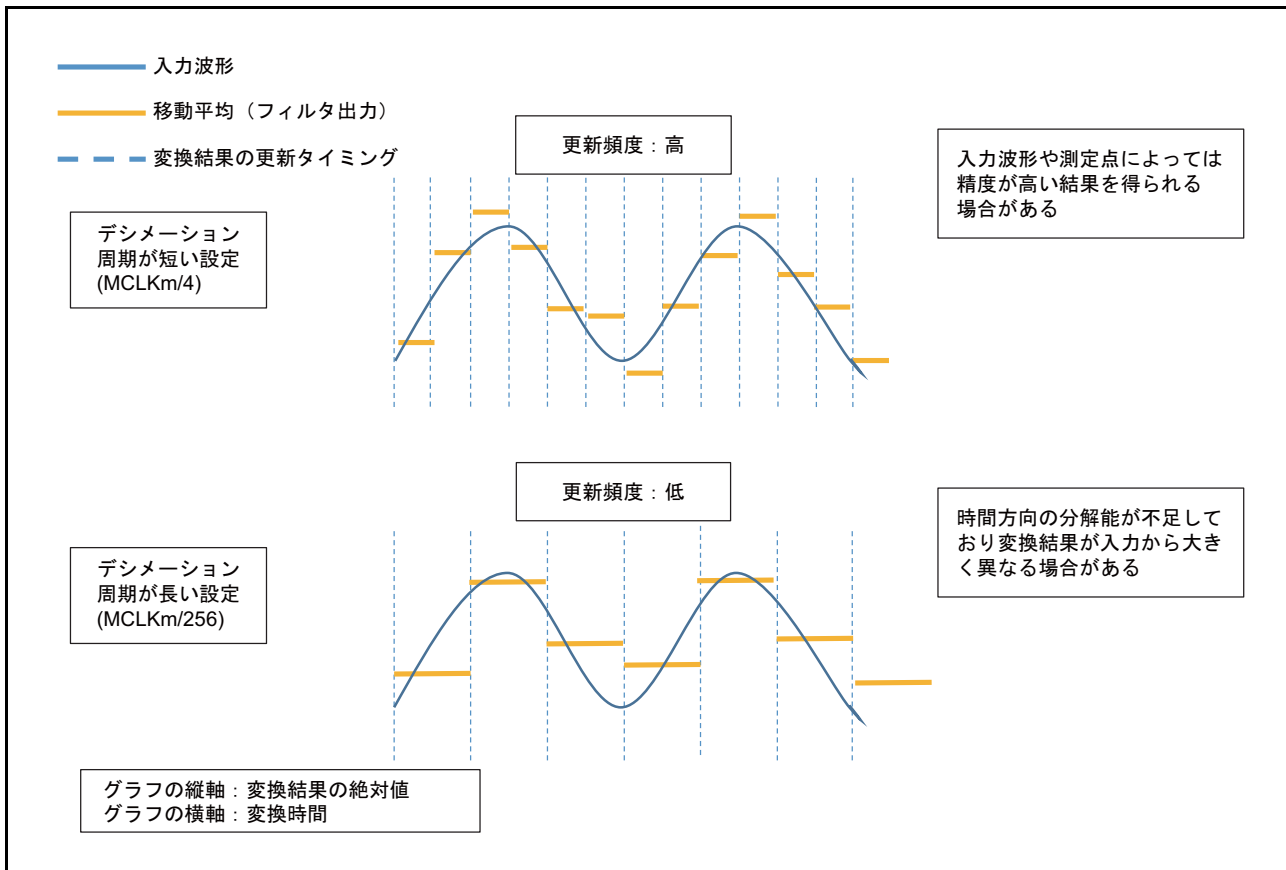 入力波形
移動平均（フィルタ出力）
変換結果の更新タイミング
更新頻度：高
入力波形や測定点によっては
精度が高い結果を得られる
場合がある
デシメーション
周期が短い設定
(MCLKm/4)
更新頻度：低
時間方向の分解能が不足して
おり変換結果が入力から大き
く異なる場合がある
デシメーション
周期が長い設定
(MCLKm/256)
グラフの縦軸：変換結果の絶対値
グラフの横軸：変換時間